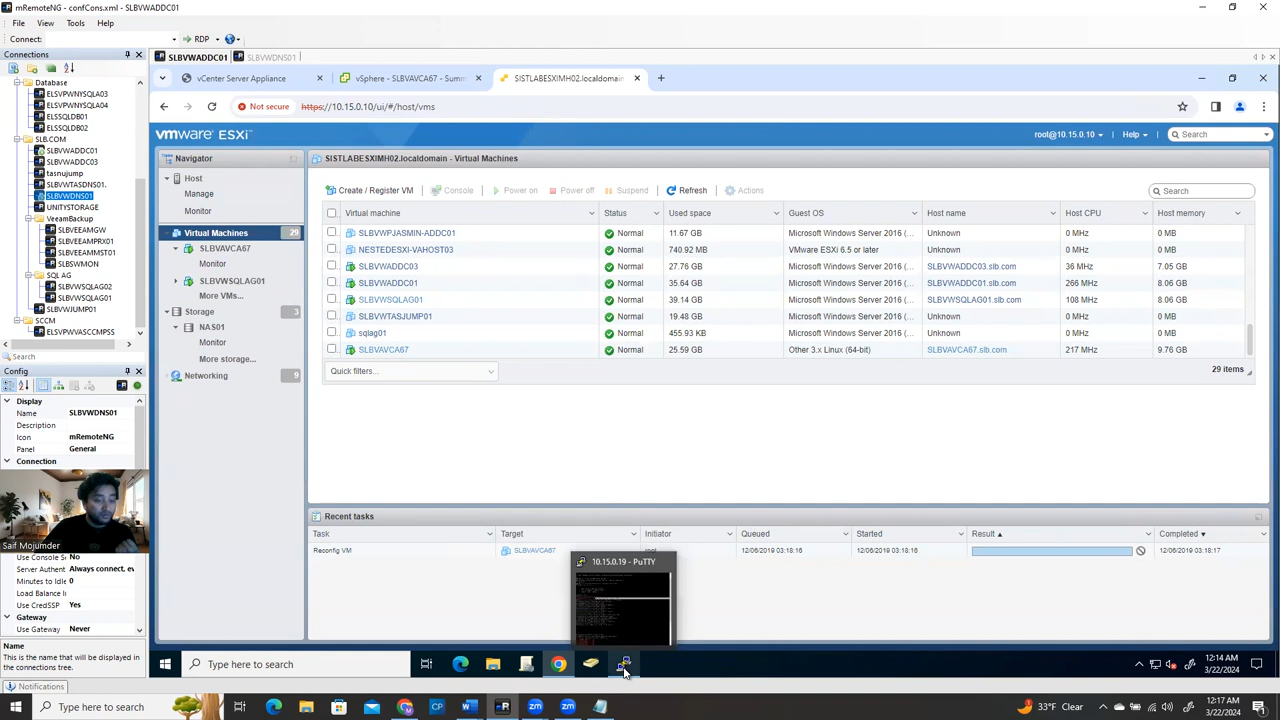 mRemoteNG - confCons.xml - SLBVWADDC01
File View Tools Help
Connect: RDP
Connections
Database
ELSVPWNYSQLA03
ELSVPWNYSQLA04
ELSSQLDB01
ELSSQLDB02
SLB.COM
SLBVWADDC01
SLBVWADDC03
tasnujump
SLBVWTASDNS01.
SLBVWDNS01
UNITYSTORAGE
VeeamBackup
SLBVEEAMGW
SLBVEEAMPRX01
SLBVEEAMMST01
SLBSWMON
SQL AG
SLBVWSQLAG02
SLBVWSQLAG01
SLBVWJUMP01
SCCM
ELSVPWVASCCMPSS
Search
Config
Display
Name SLBVWDNS01
Description
Icon mRemoteNG
Panel General
Connection
Saif Mojumder
Use Console S No
Server Authent Always connect, ev
Minutes to Idle 0
Load Balance I
Use CredSSP Yes
Gateway
Use Gateway Never
Name
This is the name that will be displayed in the connections tree.
Notifications
SLBVWADDC01 SLBVWDNS01
vCenter Server Appliance
vSphere - SLBVAVCA67 - Summ
SISTLABESXIMH02.localdomain
Not secure https://10.15.0.10/ui/#/host/vms
vmware ESXi™
root@10.15.0.10 Help Search
Navigator
Host
Manage
Monitor
Virtual Machines 29
SLBVAVCA67
Monitor
SLBVWSQLAG01
More VMs...
Storage 3
NAS01
Monitor
More storage...
Networking 9
SISTLABESXIMH02.localdomain - Virtual Machines
Create / Register VM Console Power on Power off Suspend Refresh Actions
Search
Virtual machine Status Used space Guest OS Host name Host CPU Host memory
SLBVWPJASMIN-ADDC01 Normal 11.67 GB Microsoft Windows Server 2016 (... Unknown 0 MHz 0 MB
NESTEDESXI-VAHOST03 Normal 740.92 MB VMware ESXi 6.5 or later Unknown 0 MHz 0 MB
SLBVWADDC03 Normal 27.76 GB Microsoft Windows Server 2016 (... SLBVWADDC03.slb.com 36 MHz 7.05 GB
SLBVWADDC01 Normal 35.64 GB Microsoft Windows Server 2016 (... SLBVWADDC01.slb.com 266 MHz 8.06 GB
SLBVWSQLAG01 Normal 39.14 GB Microsoft Windows Server 2016 (... SLBVWSQLAG01.slb.com 108 MHz 8.06 GB
SLBVWTASJUMP01 Normal 19.48 GB Microsoft Windows Server 2016 (... Unknown 0 MHz 0 MB
sqlag01 Normal 455.93 KB Microsoft Windows Server 2016 (... Unknown 0 MHz 0 MB
SLBVAVCA67 Normal 25.59 GB Other 3.x Linux (64-bit) SLBVAVCA67.slb.com 217 MHz 9.76 GB
Quick filters...
29 items
Recent tasks
Task Target Initiator Queued Started Result Completed
Reconfig VM SLBVAVCA67 root 12/06/2019 03:18:16 12/06/2019 03:18:16 12/06/2019 03:18:17
10.15.0.19 - PuTTY
Type here to search
12:14 AM
3/22/2024
Type here to search
33°F Clear
12:17 AM
3/22/2024